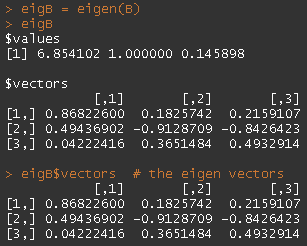 > eigB = eigen(B)
> eigB
$values
[1] 6.854102 1.000000 0.145898

$vectors
           [,1]       [,2]       [,3]
[1,] 0.86822600  0.1825742  0.2159107
[2,] 0.49436902 -0.9128709 -0.8426423
[3,] 0.04222416  0.3651484  0.4932914

> eigB$vectors  # the eigen vectors
           [,1]       [,2]       [,3]
[1,] 0.86822600  0.1825742  0.2159107
[2,] 0.49436902 -0.9128709 -0.8426423
[3,] 0.04222416  0.3651484  0.4932914